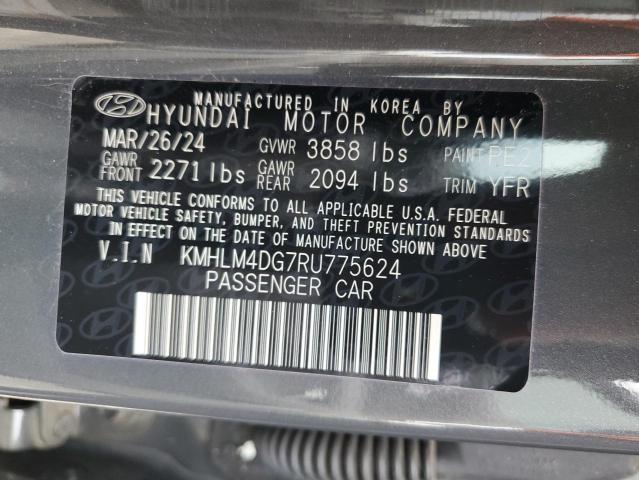 MANUFACTURED IN KOREA BY
HYUNDAI MOTOR COMPANY
MAR/26/24 GVWR 3858 lbs PAINT PE2
GAWR FRONT 2271 lbs GAWR REAR 2094 lbs TRIM YFR
THIS VEHICLE CONFORMS TO ALL APPLICABLE U.S.A. FEDERAL
MOTOR VEHICLE SAFETY, BUMPER, AND THEFT PREVENTION STANDARDS
IN EFFECT ON THE DATE OF MANUFACTURE SHOWN ABOVE
V.I.N KMHLM4DG7RU775624
PASSENGER CAR